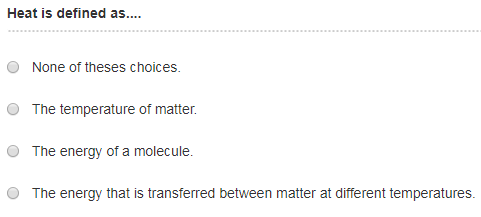 Heat is defined as....
None of theses choices.
The temperature of matter.
The energy of a molecule.
The energy that is transferred between matter at different temperatures.